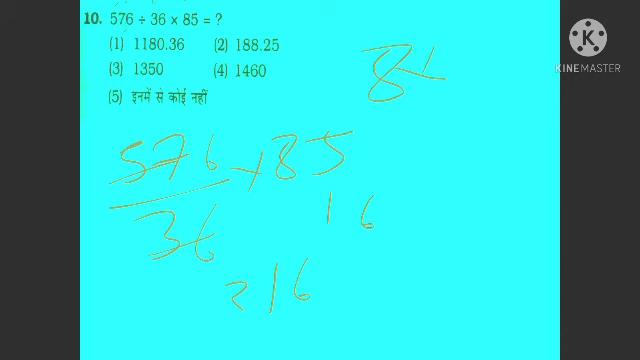 10. 576 ÷ 36 × 85 = ?
(1) 1180.36 (2) 188.25
(3) 1350 (4) 1460
(5) इनमें से कोई नहीं
K
KINEMASTER
576 × 85
36
16
216